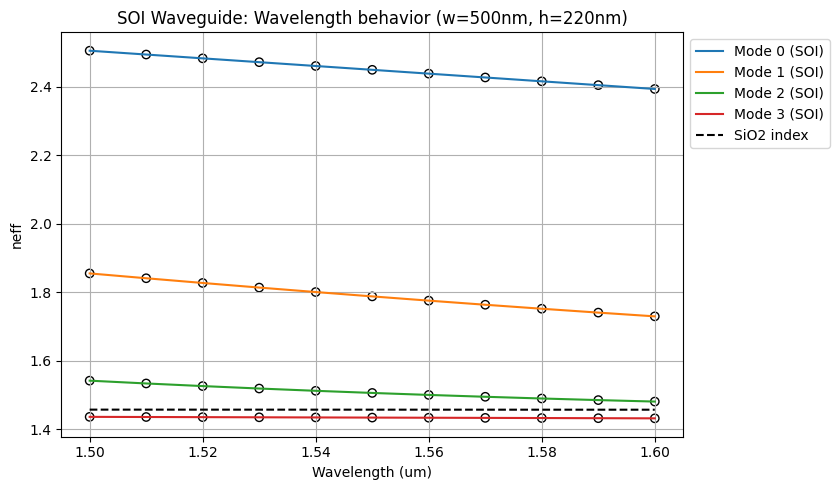 SOI Waveguide: Wavelength behavior (w=500nm, h=220nm)
Mode 0 (SOI)
Mode 1 (SOI)
Mode 2 (SOI)
Mode 3 (SOI)
SiO2 index
neff
2.4
2.2
2.0
1.8
1.6
1.4
1.50 1.52 1.54 1.56 1.58 1.60
Wavelength (um)